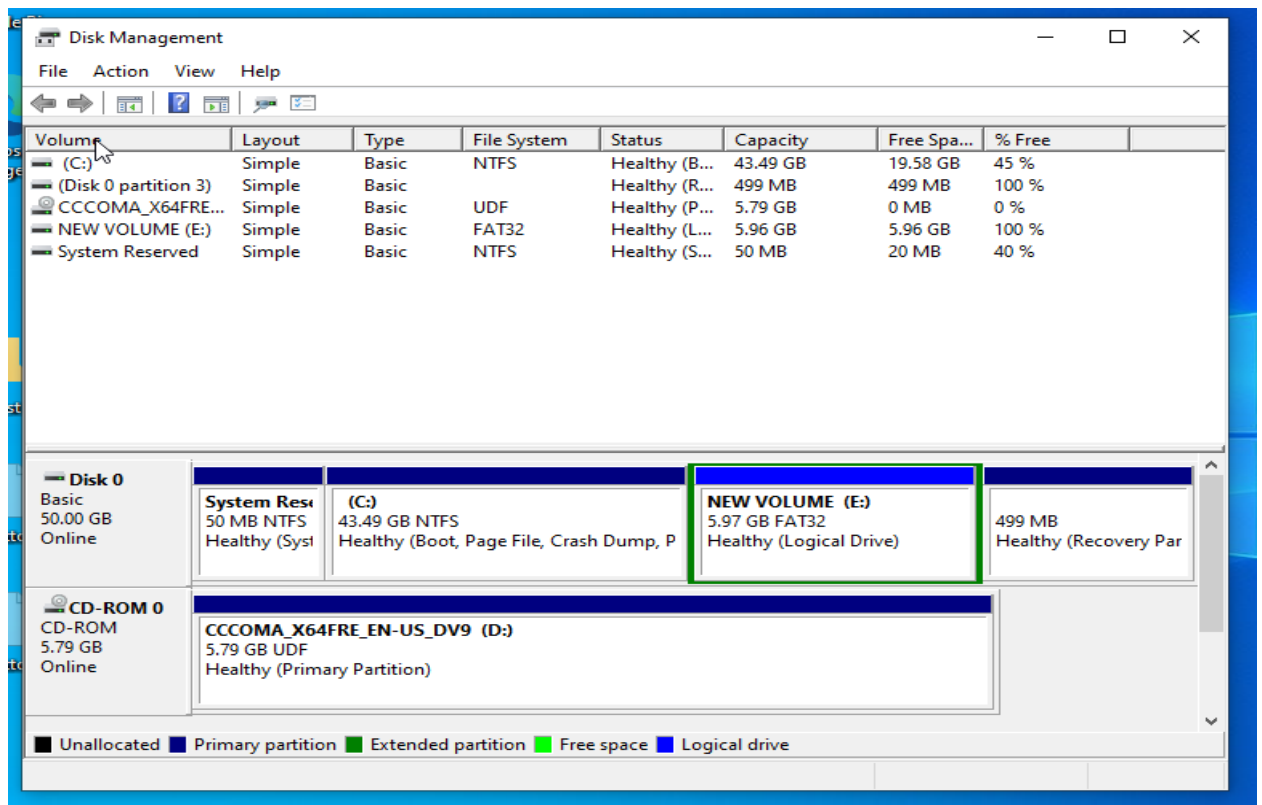 Disk Management
File Action View Help
Volume Layout Type File System Status Capacity Free Spa... % Free
(C:) Simple Basic NTFS Healthy (B... 43.49 GB 19.58 GB 45 %
(Disk 0 partition 3) Simple Basic Healthy (R... 499 MB 499 MB 100 %
CCCOMA_X64FRE... Simple Basic UDF Healthy (P... 5.79 GB 0 MB 0 %
NEW VOLUME (E:) Simple Basic FAT32 Healthy (L... 5.96 GB 5.96 GB 100 %
System Reserved Simple Basic NTFS Healthy (S... 50 MB 20 MB 40 %
Disk 0
Basic
50.00 GB
Online
System Rese
50 MB NTFS
Healthy (Syst
(C:)
43.49 GB NTFS
Healthy (Boot, Page File, Crash Dump, P
NEW VOLUME (E:)
5.97 GB FAT32
Healthy (Logical Drive)
499 MB
Healthy (Recovery Par
CD-ROM 0
CD-ROM
5.79 GB
Online
CCCOMA_X64FRE_EN-US_DV9 (D:)
5.79 GB UDF
Healthy (Primary Partition)
Unallocated Primary partition Extended partition Free space Logical drive